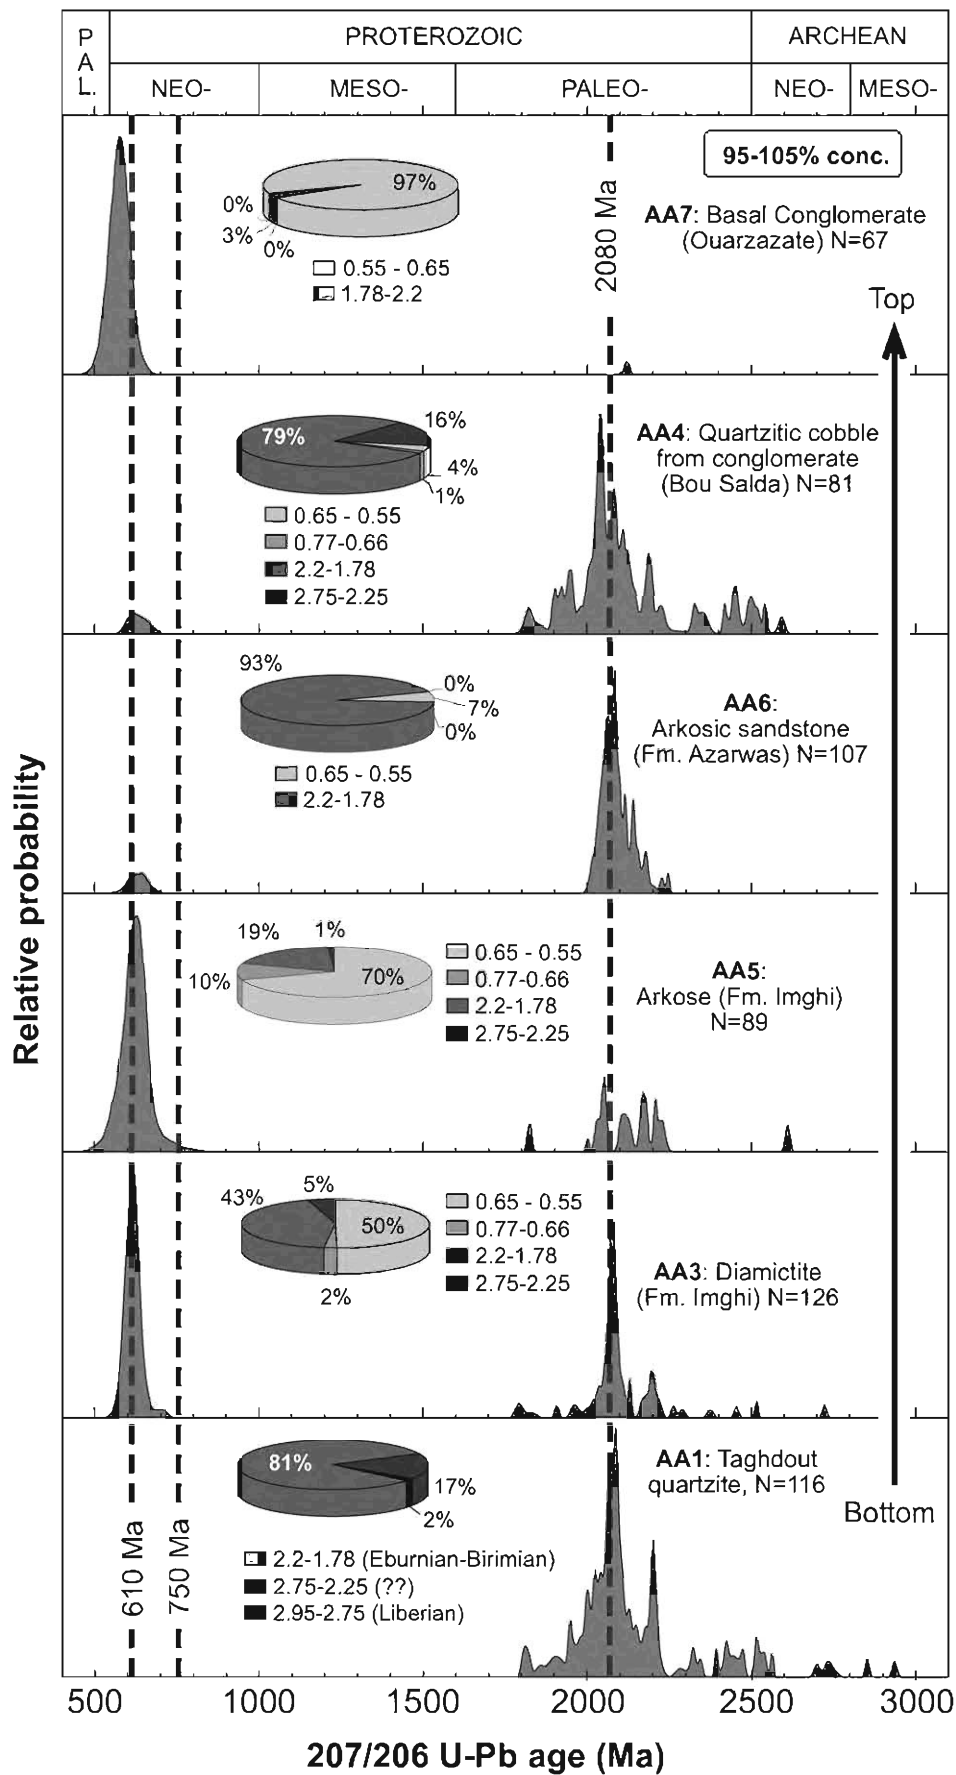 PAL.
PROTEROZOIC
ARCHEAN
NEO-
MESO-
PALEO-
NEO-
MESO-
95-105% conc.
97%
0%
3%
0%
0.55 - 0.65
1.78-2.2
2080 Ma
AA7: Basal Conglomerate
(Ouarzazate) N=67
Top
79%
16%
4%
1%
0.65 - 0.55
0.77-0.66
2.2-1.78
2.75-2.25
AA4: Quartzitic cobble
from conglomerate
(Bou Salda) N=81
93%
0%
7%
0%
0.65 - 0.55
2.2-1.78
AA6:
Arkosic sandstone
(Fm. Azarwas) N=107
Relative probability
19%
1%
10%
70%
0.65 - 0.55
0.77-0.66
2.2-1.78
2.75-2.25
AA5:
Arkose (Fm. Imghi)
N=89
43%
5%
50%
2%
0.65 - 0.55
0.77-0.66
2.2-1.78
2.75-2.25
AA3: Diamictite
(Fm. Imghi) N=126
81%
17%
2%
2.2-1.78 (Eburnian-Birimian)
2.75-2.25 (??)
2.95-2.75 (Liberian)
AA1: Taghdout
quartzite, N=116
Bottom
610 Ma
750 Ma
500 1000 1500 2000 2500 3000
207/206 U-Pb age (Ma)